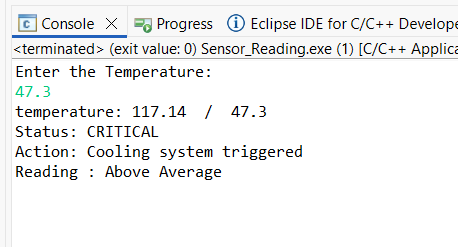 Console Progress Eclipse IDE for C/C++ Develope
<terminated> (exit value: 0) Sensor_Reading.exe (1) [C/C++ Applica
Enter the Temperature:
47.3
temperature: 117.14  /  47.3
Status: CRITICAL
Action: Cooling system triggered
Reading : Above Average